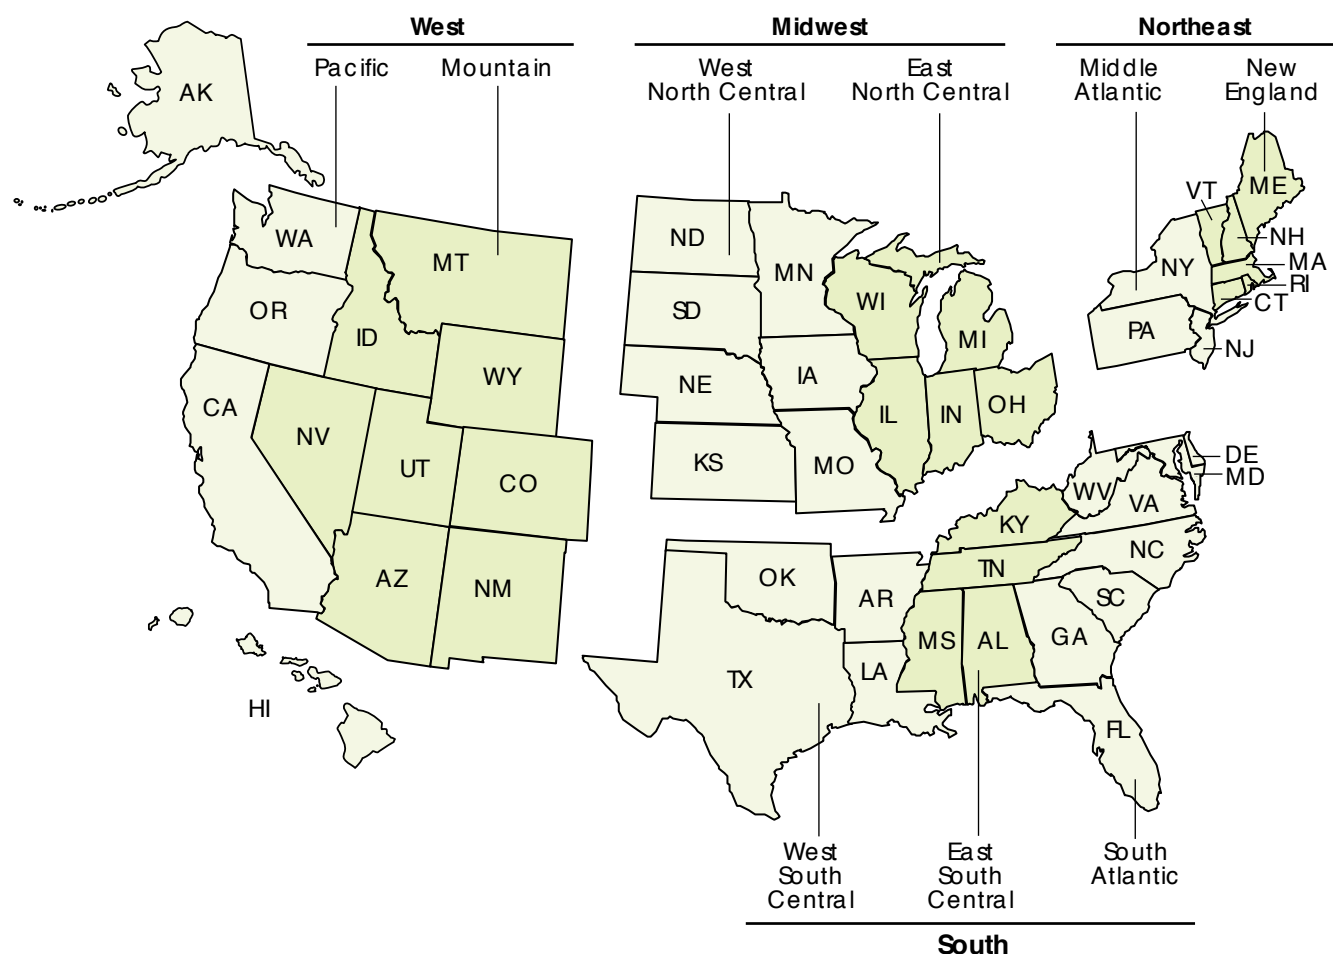 West
Midwest
Northeast
Pacific
Mountain
West
North Central
East
North Central
Middle
Atlantic
New
England
AK
WA
MT
OR
ID
WY
CA
NV
UT
CO
AZ
NM
HI
ND
MN
SD
WI
MI
NE
IA
IL
IN
OH
KS
MO
VT
ME
NH
NY
MA
RI
CT
PA
NJ
DE
MD
WV
VA
KY
NC
TN
OK
AR
SC
MS
AL
GA
TX
LA
FL
West
South
Central
East
South
Central
South
Atlantic
South